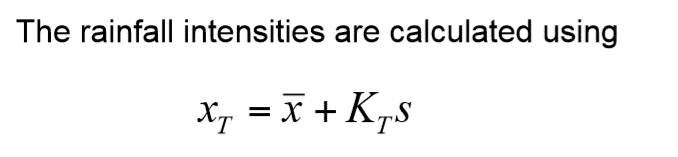 The rainfall intensities are calculated using
x_T = x̅ + K_T s